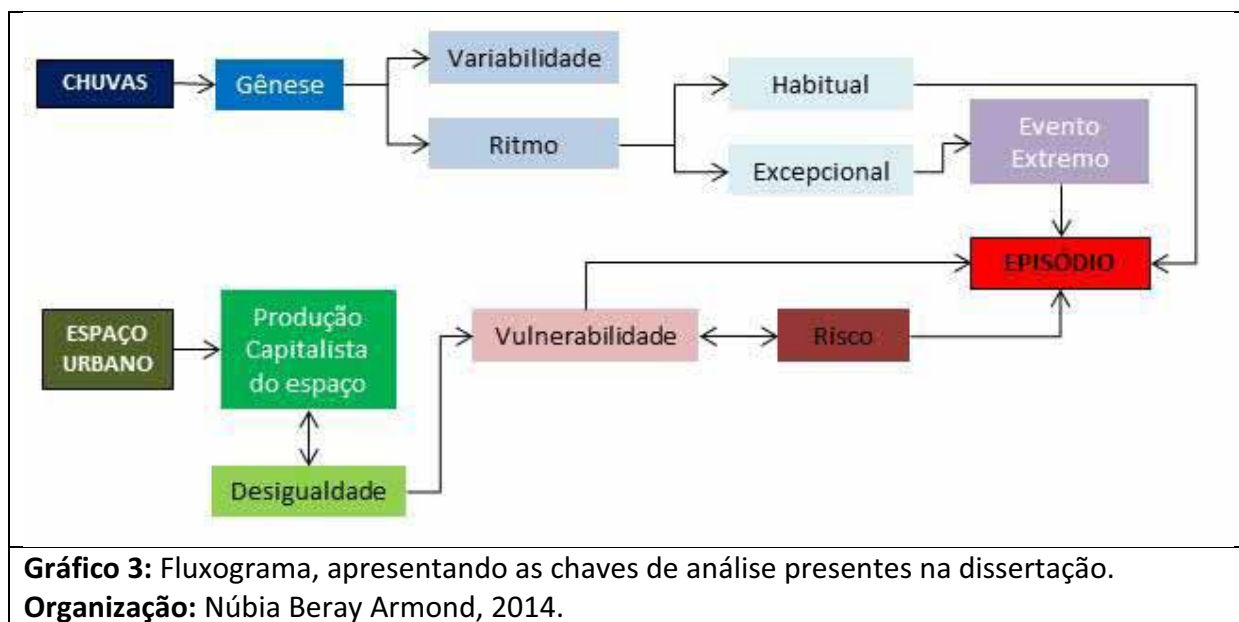 CHUVAS
Gênese
Variabilidade
Ritmo
Habitual
Excepcional
Evento
Extremo
EPISÓDIO
ESPAÇO
URBANO
Produção
Capitalista
do espaço
Desigualdade
Vulnerabilidade
Risco
Gráfico 3: Fluxograma, apresentando as chaves de análise presentes na dissertação.
Organização: Núbia Beray Armond, 2014.